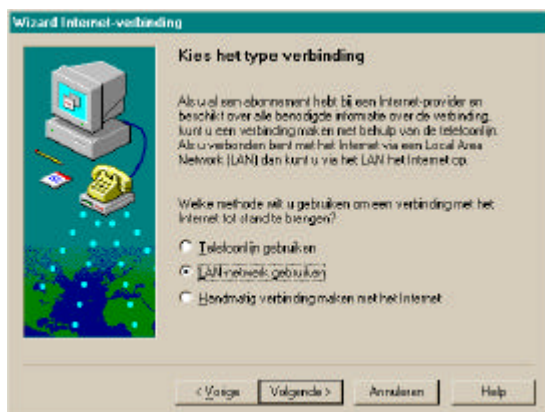 Wizard Internet-verbinding
Kies het type verbinding
Als u al een abonnement hebt bij een Internet-provider en
beschikt over alle benodigde informatie over de verbinding,
kunt u een verbinding maken met behulp van de telefoonlijn.
Als u verbonden bent met het Internet via een Local Area
Network (LAN) dan kunt u via het LAN het Internet op.
Welke methode wilt u gebruiken om een verbinding met het
Internet tot stand te brengen?
Telefoonlijn gebruiken
LAN-netwerk gebruiken
Handmatig verbinding maken met het Internet
< Vorige
Volgende >
Annuleren
Help